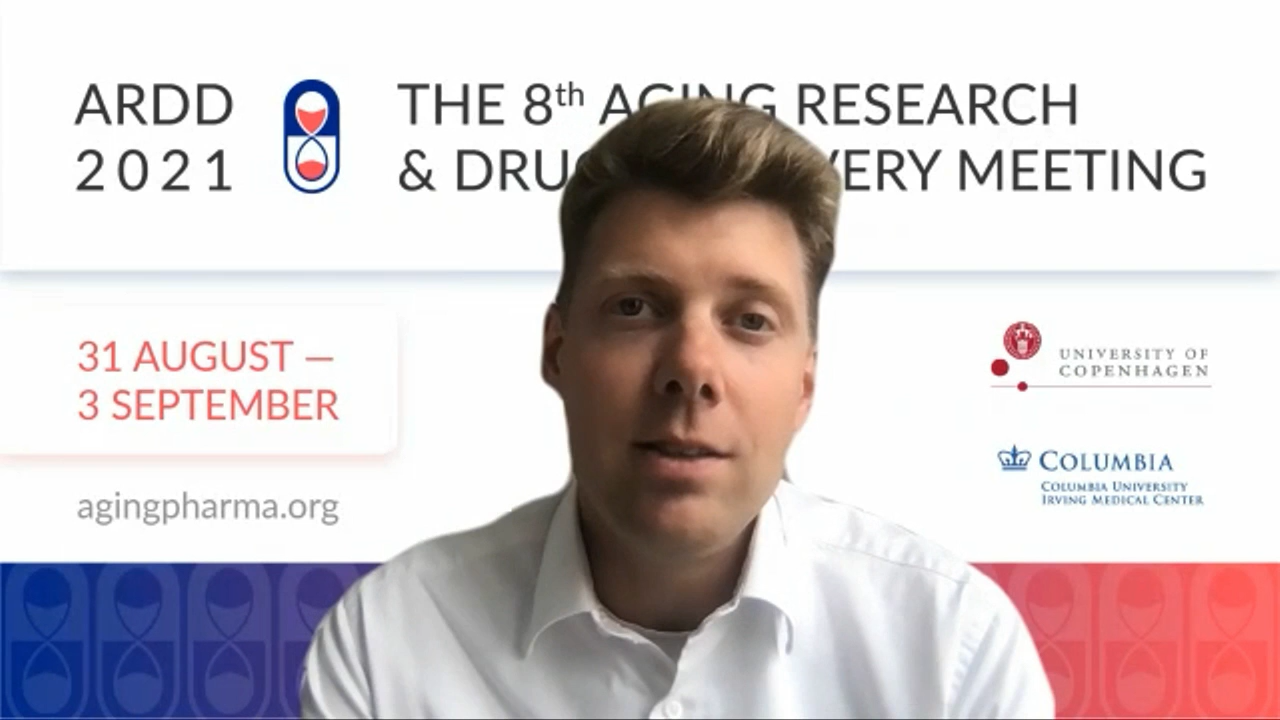 ARDD
2021
THE 8th AGING RESEARCH
& DRU VERY MEETING
31 AUGUST —
3 SEPTEMBER
agingpharma.org
UNIVERSITY OF
COPENHAGEN
COLUMBIA
COLUMBIA UNIVERSITY
IRVING MEDICAL CENTER